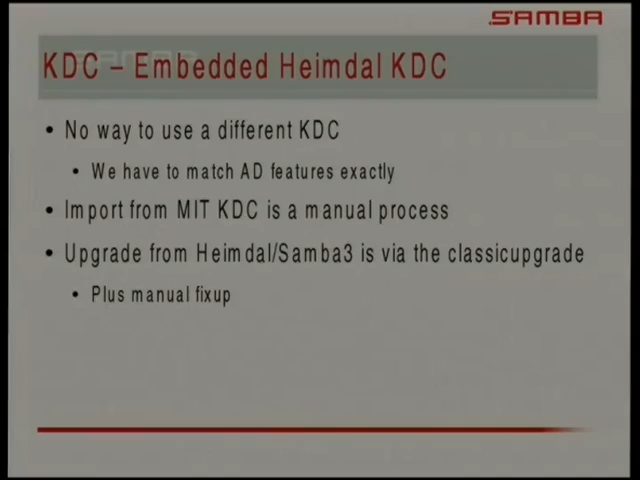 SAMBA
KDC – Embedded Heimdal KDC
• No way to use a different KDC
• We have to match AD features exactly
• Import from MIT KDC is a manual process
• Upgrade from Heimdal/Samba3 is via the classicupgrade
• Plus manual fixup